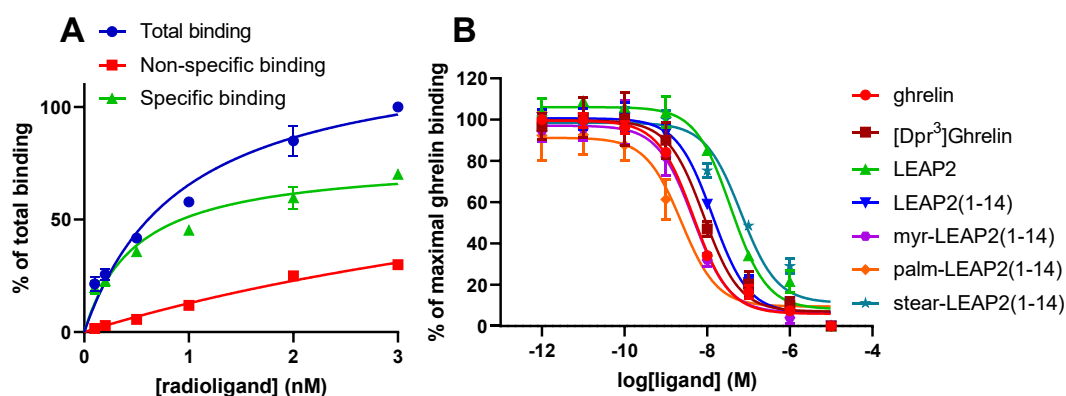 A
Total binding
Non-specific binding
Specific binding
% of total binding
100
50
0
0
1
2
3
[radioligand] (nM)
B
% of maximal ghrelin binding
120
100
80
60
40
20
0
-12
-10
-8
-6
-4
log[ligand] (M)
ghrelin
[Dpr³]Ghrelin
LEAP2
LEAP2(1-14)
myr-LEAP2(1-14)
palm-LEAP2(1-14)
stear-LEAP2(1-14)